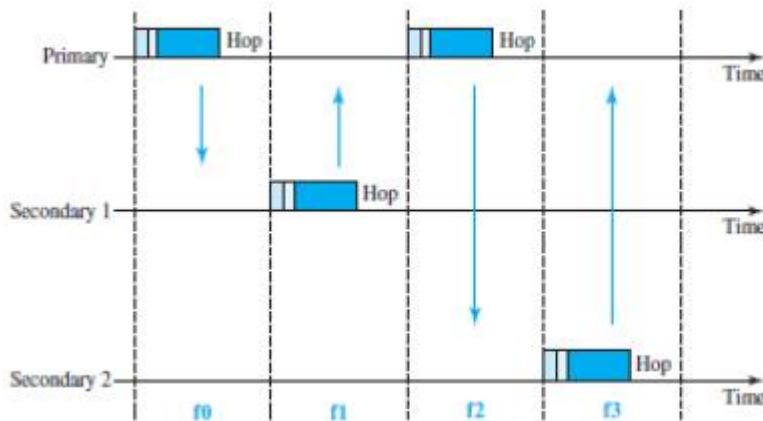 Primary
Hop
Hop
Time
Secondary 1
Hop
Time
Secondary 2
Hop
Time
f0
f1
f2
f3